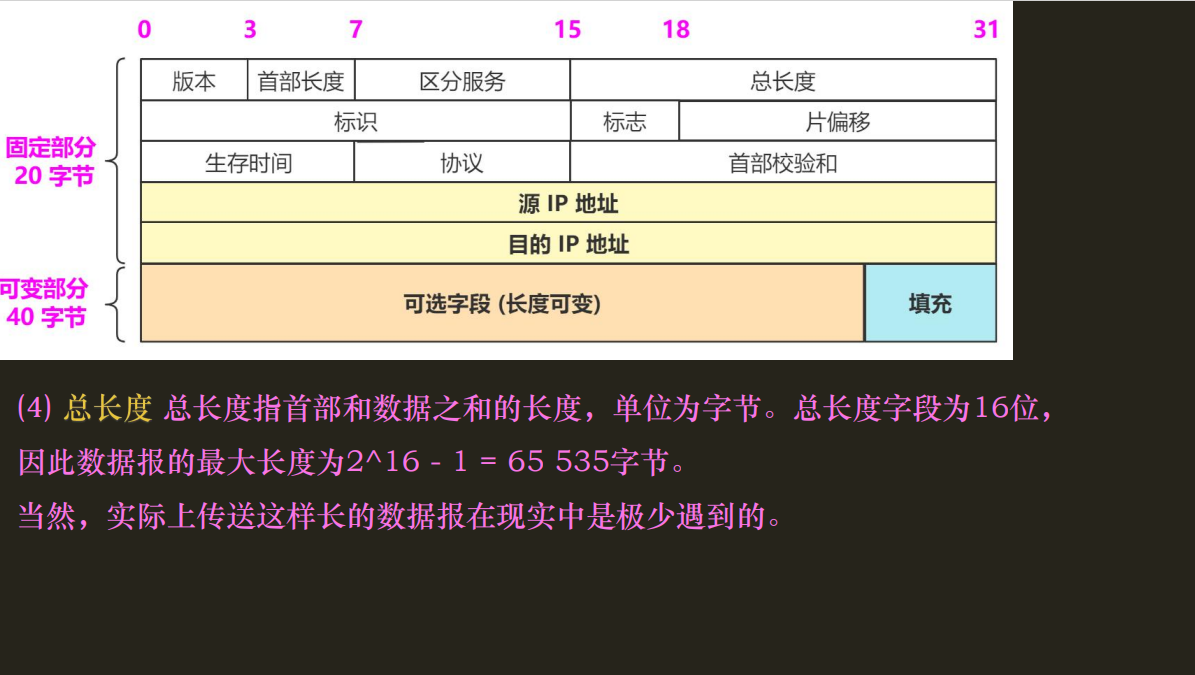 0 3 7 15 18 31
版本 首部长度 区分服务 总长度
标识 标志 片偏移
固定部分
20 字节
生存时间 协议 首部校验和
源 IP 地址
目的 IP 地址
可变部分
40 字节
可选字段 (长度可变) 填充
(4) 总长度 总长度指首部和数据之和的长度，单位为字节。总长度字段为16位，
因此数据报的最大长度为2^16 - 1 = 65 535字节。
当然，实际上传送这样长的数据报在现实中是极少遇到的。